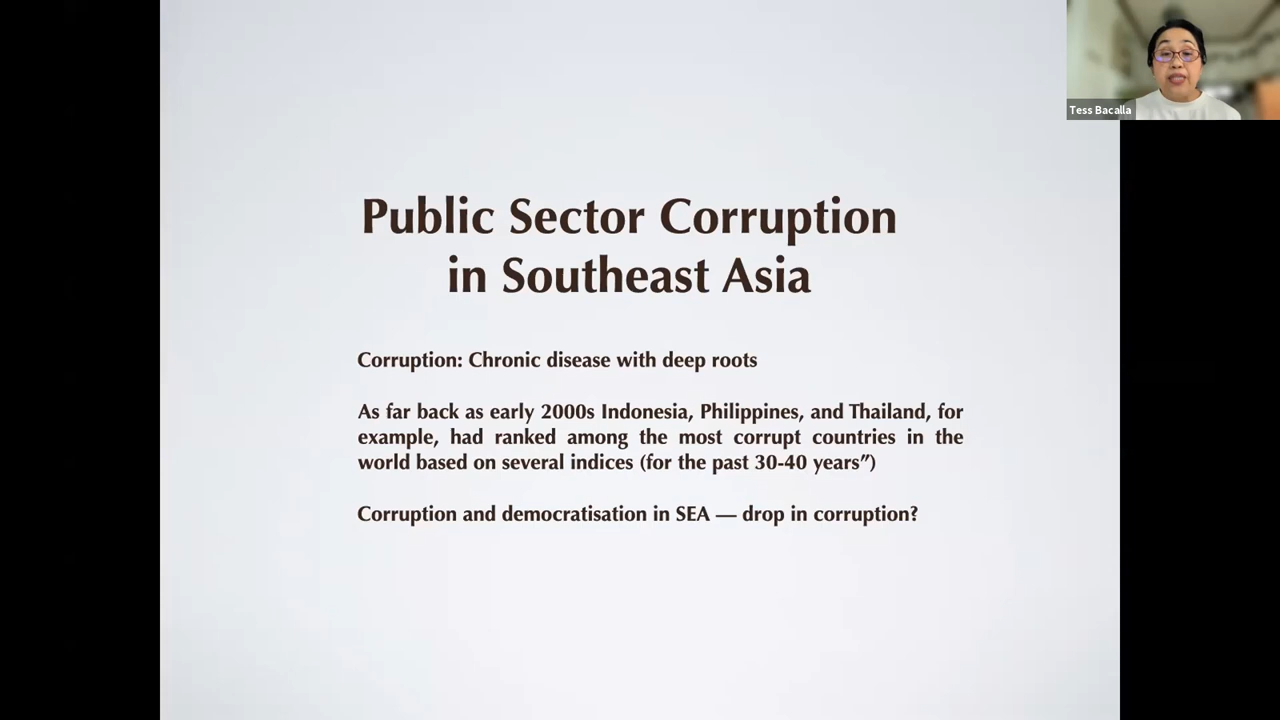 Tess Bacalla
Public Sector Corruption
in Southeast Asia
Corruption: Chronic disease with deep roots
As far back as early 2000s Indonesia, Philippines, and Thailand, for
example, had ranked among the most corrupt countries in the
world based on several indices (for the past 30-40 years”)
Corruption and democratisation in SEA — drop in corruption?